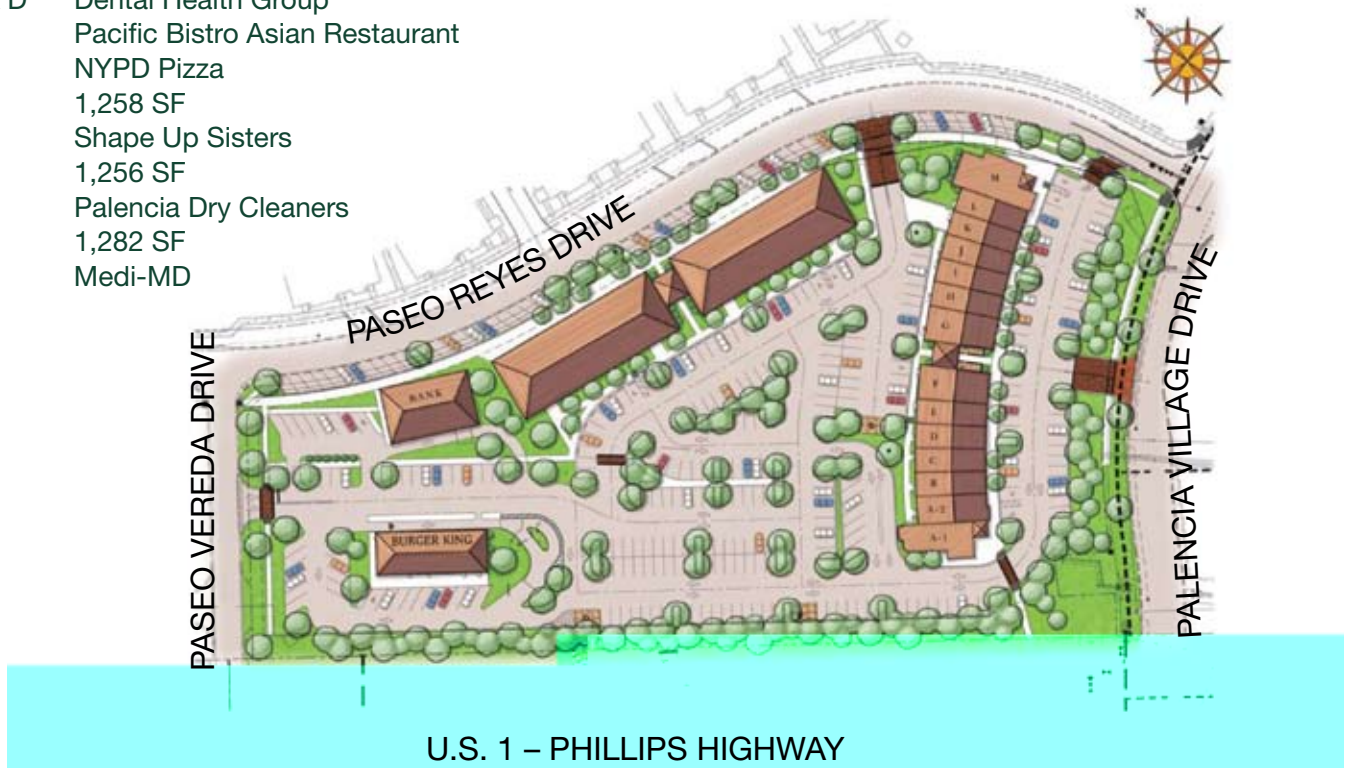 D Dental Health Group
Pacific Bistro Asian Restaurant
NYPD Pizza
1,258 SF
Shape Up Sisters
1,256 SF
Palencia Dry Cleaners
1,282 SF
Medi-MD
N
PASEO REYES DRIVE
PASEO VEREDA DRIVE
PALENCIA VILLAGE DRIVE
M
L
K
J
I
H
G
F
E
D
C
B
A-2
A-1
BANK
BURGER KING
U.S. 1 – PHILLIPS HIGHWAY